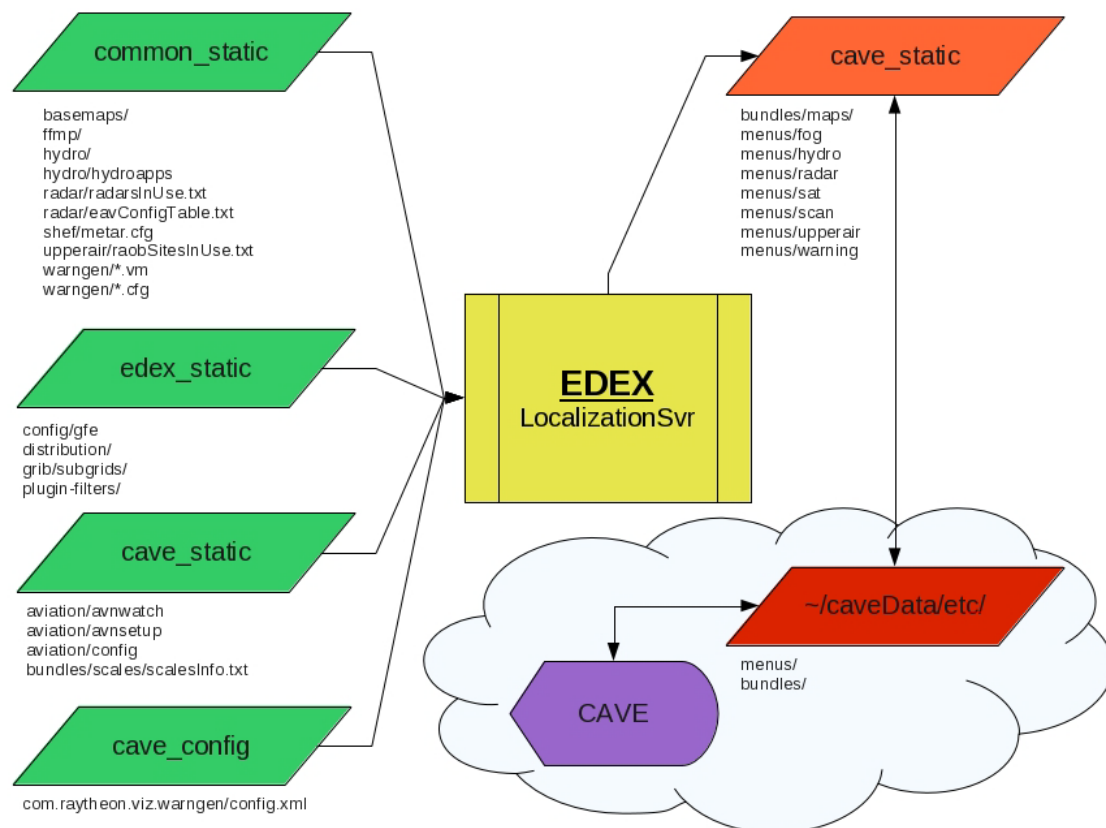 common_static
basemaps/
ffmp/
hydro/
hydro/hydroapps
radar/radarsInUse.txt
radar/eavConfigTable.txt
shef/metar.cfg
upperair/raobSitesInUse.txt
warngen/*.vm
warngen/*.cfg
edex_static
config/gfe
distribution/
grib/subgrids/
plugin-filters/
cave_static
aviation/avnwatch
aviation/avnsetup
aviation/config
bundles/scales/scalesInfo.txt
cave_config
com.raytheon.viz.warngen/config.xml
EDEX
LocalizationSvr
cave_static
bundles/maps/
menus/fog
menus/hydro
menus/radar
menus/sat
menus/scan
menus/upperair
menus/warning
~/caveData/etc/
menus/
bundles/
CAVE